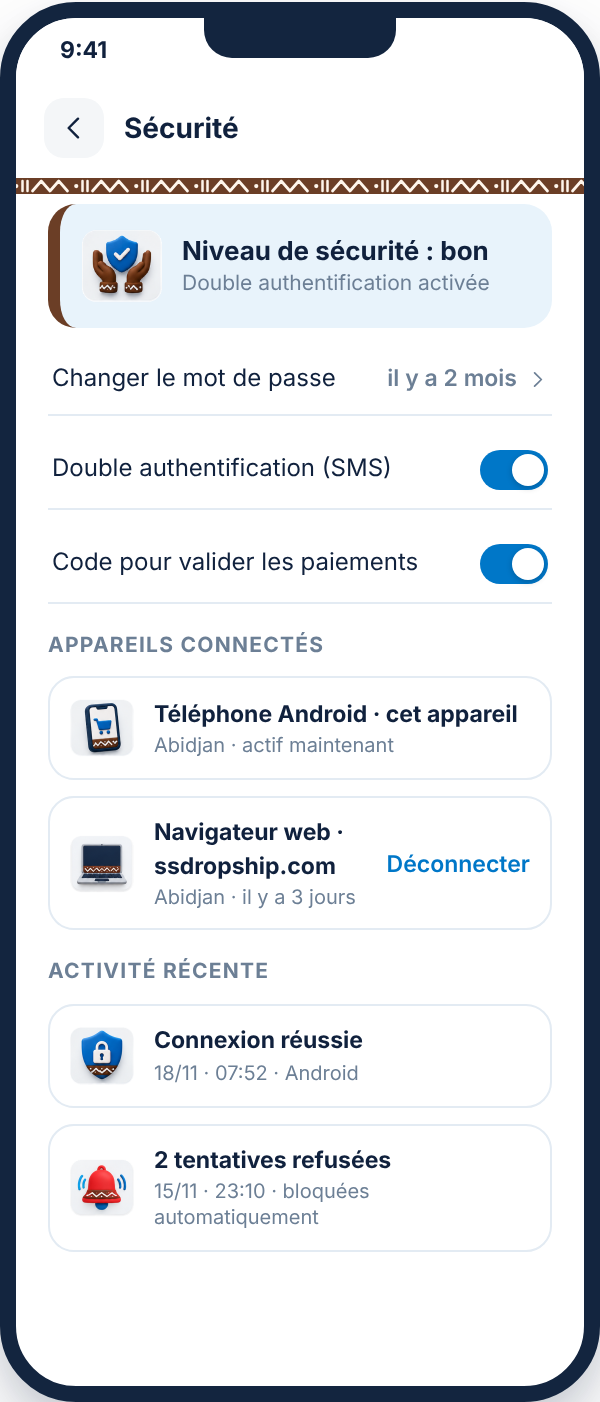 9:41
Sécurité
Niveau de sécurité : bon
Double authentification activée
Changer le mot de passe il y a 2 mois
Double authentification (SMS)
Code pour valider les paiements
APPAREILS CONNECTÉS
Téléphone Android · cet appareil
Abidjan · actif maintenant
Navigateur web ·
ssdropship.com
Déconnecter
Abidjan · il y a 3 jours
ACTIVITÉ RÉCENTE
Connexion réussie
18/11 · 07:52 · Android
2 tentatives refusées
15/11 · 23:10 · bloquées
automatiquement